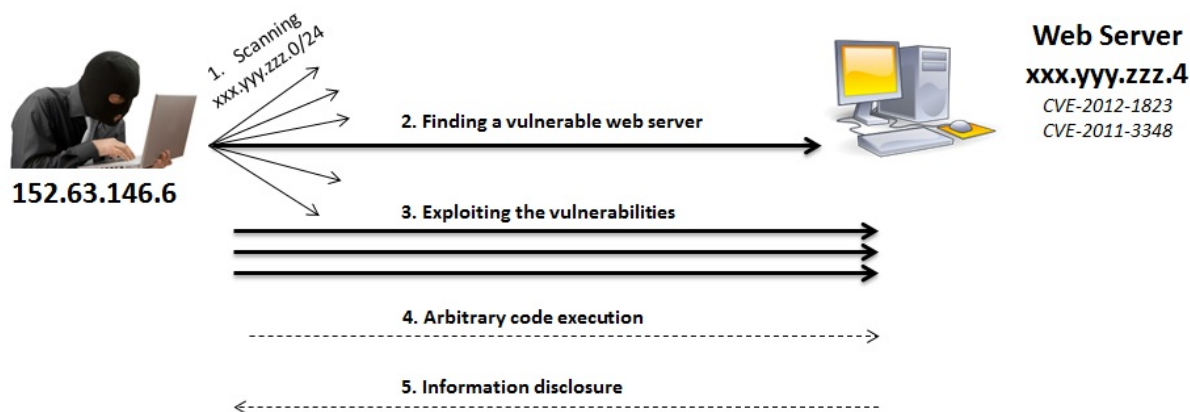 1. Scanning
xxx.yyy.zzz.0/24
2. Finding a vulnerable web server
Web Server
xxx.yyy.zzz.4
CVE-2012-1823
CVE-2011-3348
152.63.146.6
3. Exploiting the vulnerabilities
4. Arbitrary code execution
5. Information disclosure